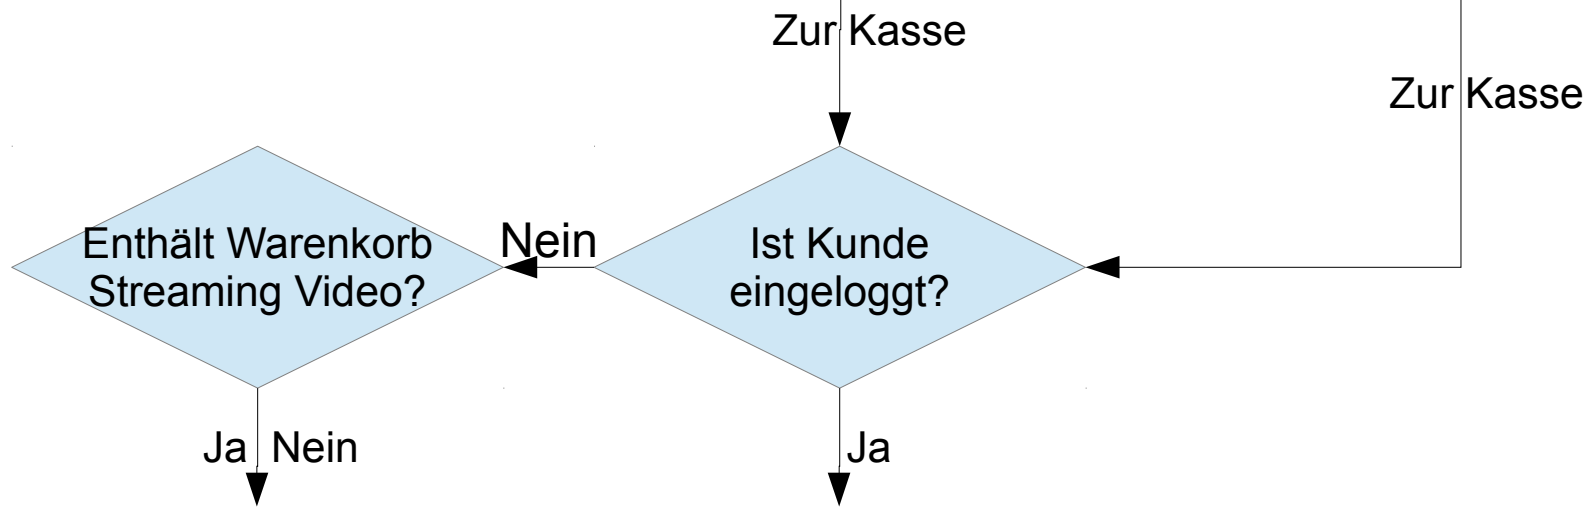 Zur Kasse
Zur Kasse
Enthält Warenkorb
Streaming Video?
Nein
Ist Kunde
eingeloggt?
Ja Nein
Ja